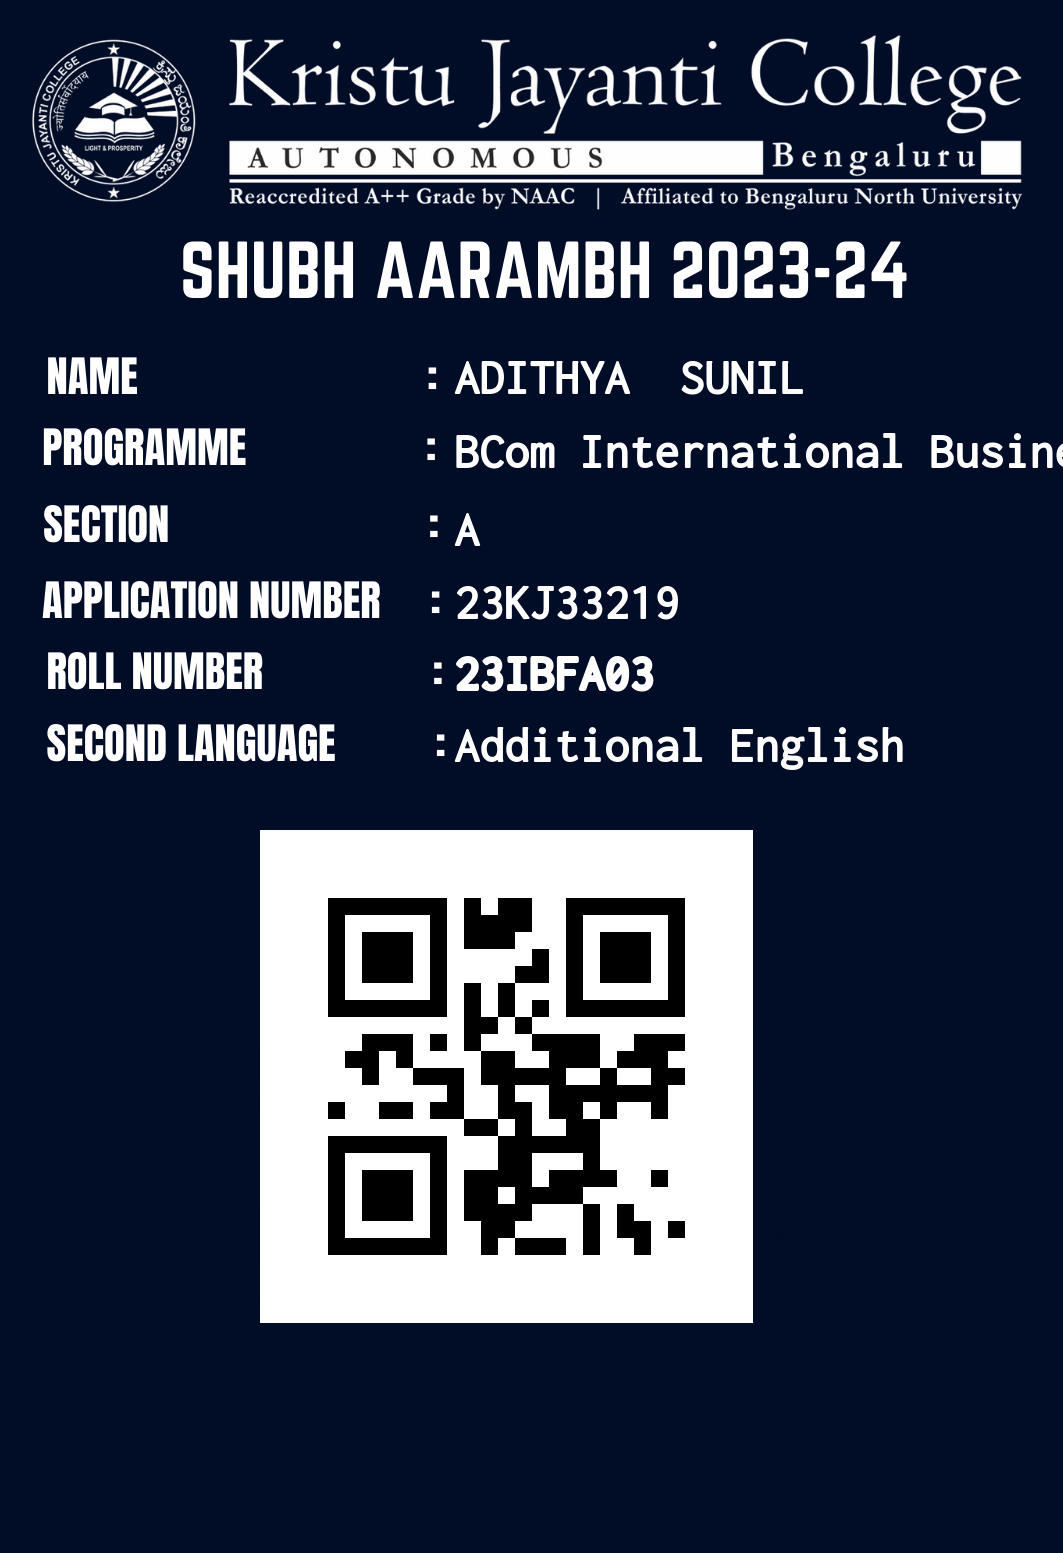 Kristu Jayanti College
AUTONOMOUS Bengaluru
Reaccredited A++ Grade by NAAC | Affiliated to Bengaluru North University
KRISTU JAYANTI COLLEGE
ಕ್ರಿಸ್ತು ಜಯಂತಿ ಕಾಲೇಜು
LIGHT & PROSPERITY
SHUBH AARAMBH 2023-24
NAME : ADITHYA SUNIL
PROGRAMME : BCom International Busine
SECTION : A
APPLICATION NUMBER : 23KJ33219
ROLL NUMBER : 23IBFA03
SECOND LANGUAGE : Additional English